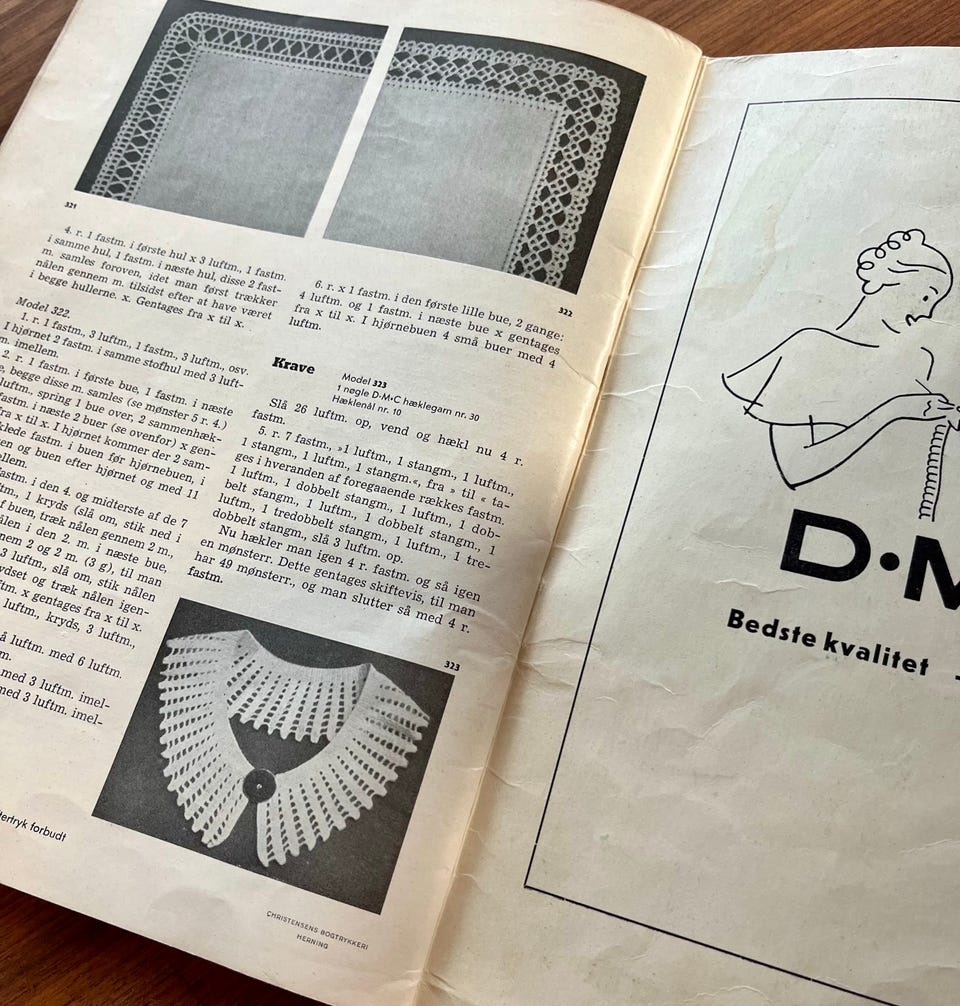 321
4. r. 1 fastm. i første hul x 3 luftm., 1 fastm.
i samme hul, 1 fastm. i næste hul, disse 2 fast-
m. samles foroven, idet man først trækker
nålen gennem m. tilsidst efter at have været
i begge hullerne. x. Gentages fra x til x.
Model 322.
1. r. 1 fastm., 3 luftm., 1 fastm., 3 luftm., osv.
I hjørnet 2 fastm. i samme stofhul med 3 luft-
m. imellem.
2. r. 1 fastm. i første bue, 1 fastm. i næste
begge disse m. samles (se mønster 5 r. 4.)
luftm., spring 1 bue over, 2 sammenhæk-
fastm. i næste 2 buer (se ovenfor) x gen-
fra x til x. I hjørnet kommer der 2 sam-
klede fastm. i buen før hjørnebuen, i
en og buen efter hjørnet og med 11
ellem.
fastm. i den 4. og midterste af de 7
ftm., 1 kryds (slå om, stik ned i
f buen, træk nålen gennem 2 m.,
ålen i den 2. m. i næste bue,
nem 2 og 2 m. (3 g), til man
3 luftm., slå om, stik nålen
ydset og træk nålen igen-
ftm. x gentages fra x til x.
luftm., kryds, 3 luftm.,
å luftm. med 6 luftm.
m.
med 3 luftm. imel-
med 3 luftm. imel-
tertryk forbudt
322
6. r. x 1 fastm. i den første lille bue, 2 gange:
4 luftm. og 1 fastm. i næste bue x gentages
fra x til x. I hjørnebuen 4 små buer med 4
luftm.
Krave
Model 323
1 nøgle D·M·C hæklegarn nr. 30
Hæklenål nr. 10
Slå 26 luftm. op, vend og hækl nu 4 r.
fastm.
5. r. 7 fastm., »1 luftm., 1 stangm., 1 luftm.,
1 stangm., 1 luftm., 1 stangm.«, fra » til « ta-
ges i hveranden af foregaaende rækkes fastm.
1 luftm., 1 dobbelt stangm., 1 luftm., 1 dob-
belt stangm., 1 luftm., 1 dobbelt stangm., 1
luftm., 1 tredobbelt stangm., 1 luftm., 1 tre-
dobbelt stangm., slå 3 luftm. op.
Nu hækler man igen 4 r. fastm. og så igen
en mønsterr. Dette gentages skiftevis, til man
har 49 mønsterr., og man slutter så med 4 r.
fastm.
323
CHRISTENSENS BOGTRYKKERI
HERNING
D·M
Bedste kvalitet